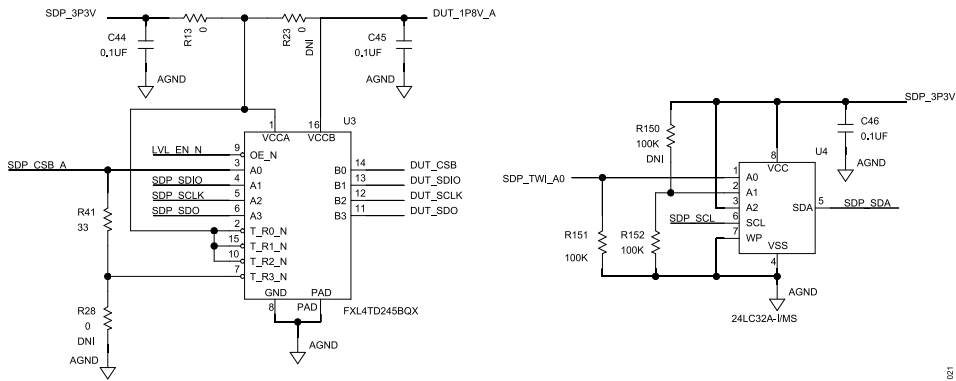 SDP_3P3V
R13
0
R23
0
DNI
DUT_1P8V_A
C44
0.1UF
C45
0.1UF
AGND
AGND
1
16
U3
VCCA
VCCB
LVL_EN_N
9
OE_N
SDP_CSB_A
3
A0
B0
14
DUT_CSB
SDP_SDIO
4
A1
B1
13
DUT_SDIO
SDP_SCLK
5
A2
B2
12
DUT_SCLK
SDP_SDO
6
A3
B3
11
DUT_SDO
R41
33
2
T_R0_N
15
T_R1_N
10
T_R2_N
7
T_R3_N
GND
PAD
8
PAD
FXL4TD245BQX
R28
0
DNI
AGND
AGND
SDP_3P3V
R150
100K
DNI
C46
0.1UF
AGND
U4
8
VCC
SDP_TWI_A0
1
A0
2
A1
3
A2
SDP_SCL
6
SCL
SDA
5
SDP_SDA
7
WP
VSS
4
R151
100K
R152
100K
AGND
24LC32A-I/MS
021